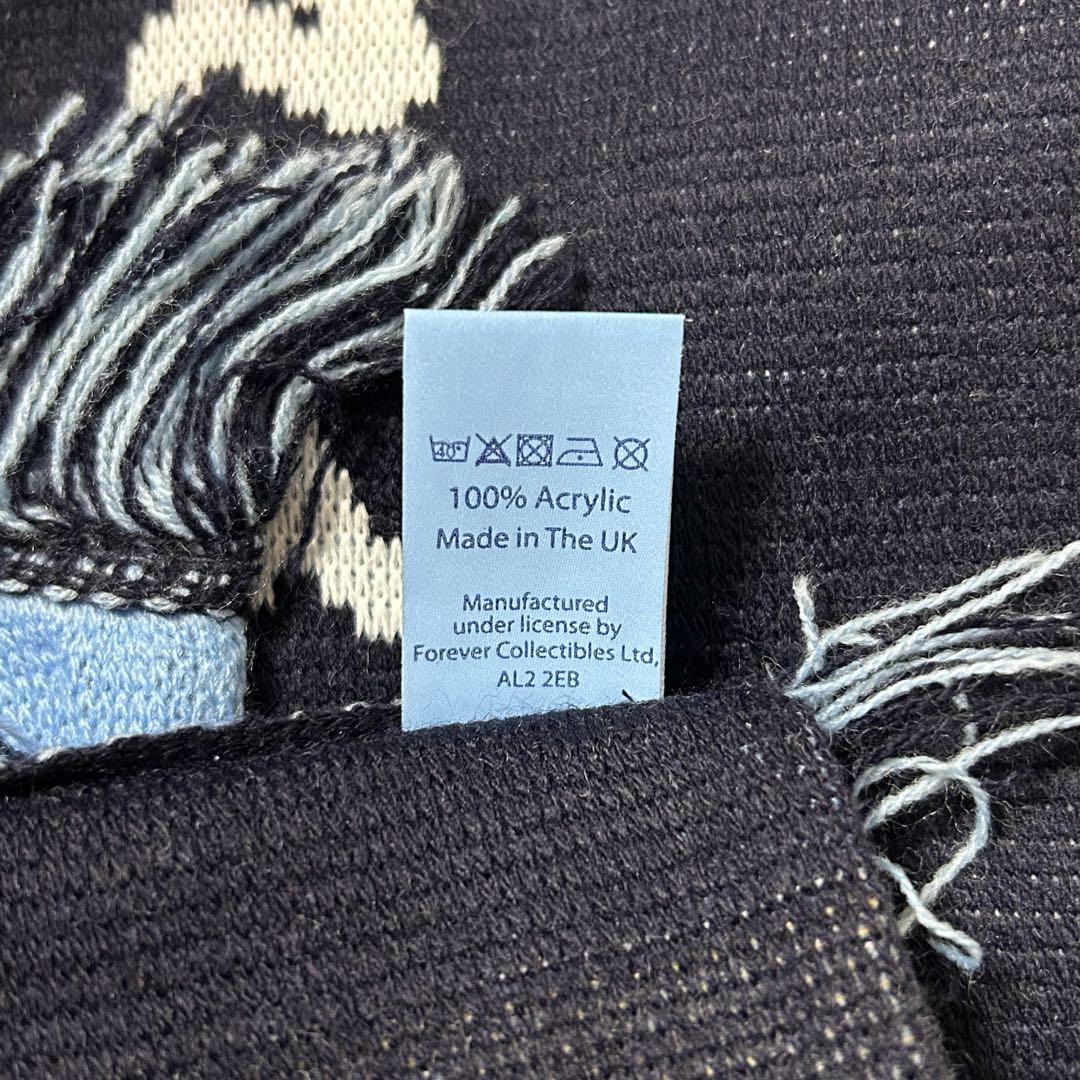 40°
100% Acrylic
Made in The UK
Manufactured
under license by
Forever Collectibles Ltd,
AL2 2EB